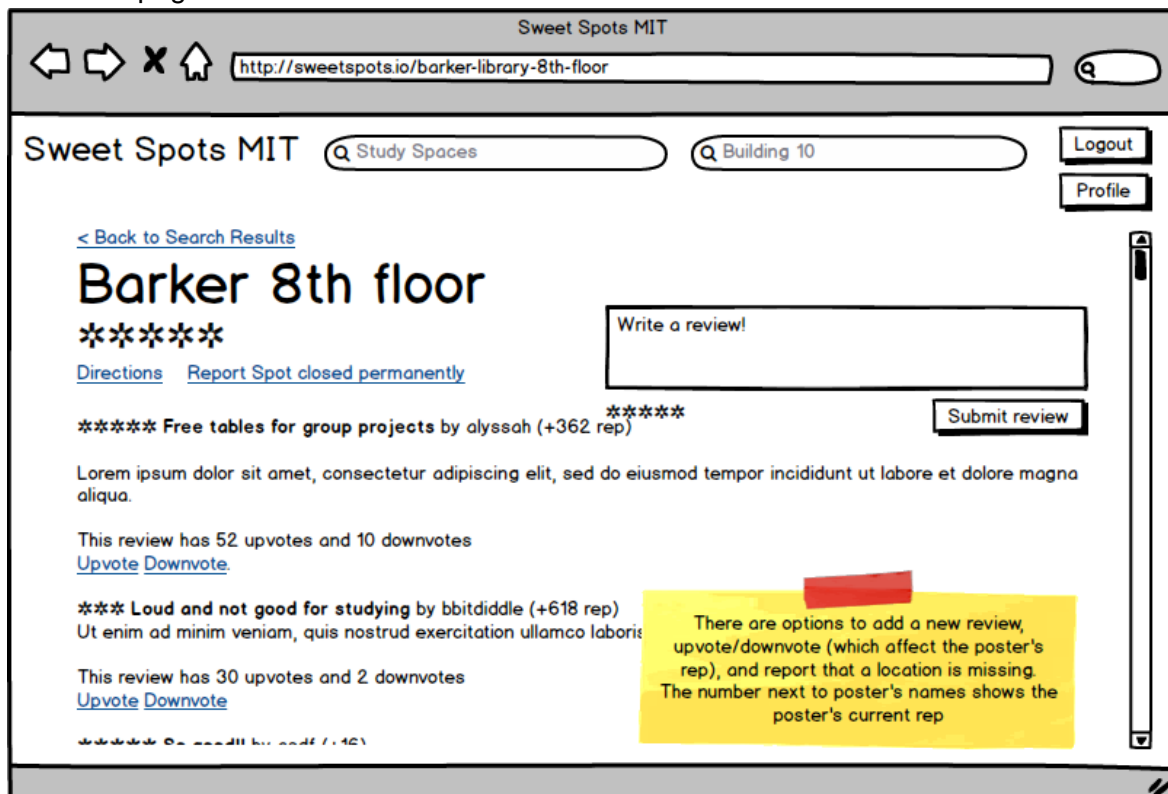 Sweet Spots MIT
http://sweetspots.io/barker-library-8th-floor
Sweet Spots MIT
Study Spaces
Building 10
Logout
Profile
< Back to Search Results
Barker 8th floor
✲✲✲✲✲
Write a review!
Directions Report Spot closed permanently
✲✲✲✲✲
Submit review
✲✲✲✲✲ Free tables for group projects by alyssah (+362 rep)
Lorem ipsum dolor sit amet, consectetur adipiscing elit, sed do eiusmod tempor incididunt ut labore et dolore magna
aliqua.
This review has 52 upvotes and 10 downvotes
Upvote Downvote.
✲✲✲ Loud and not good for studying by bbitdiddle (+618 rep)
Ut enim ad minim veniam, quis nostrud exercitation ullamco laboris
This review has 30 upvotes and 2 downvotes
Upvote Downvote
✲✲✲✲✲ So good!! by asdf (+16)
There are options to add a new review,
upvote/downvote (which affect the poster's
rep), and report that a location is missing.
The number next to poster's names shows the
poster's current rep